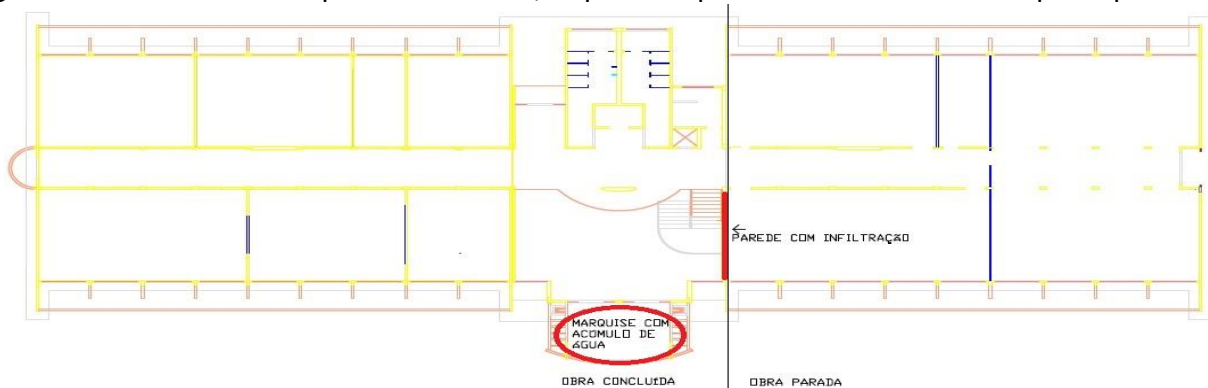 PAREDE COM INFILTRAÇÃO
MARQUISE COM
ACÚMULO DE
ÁGUA
OBRA CONCLUÍDA
OBRA PARADA